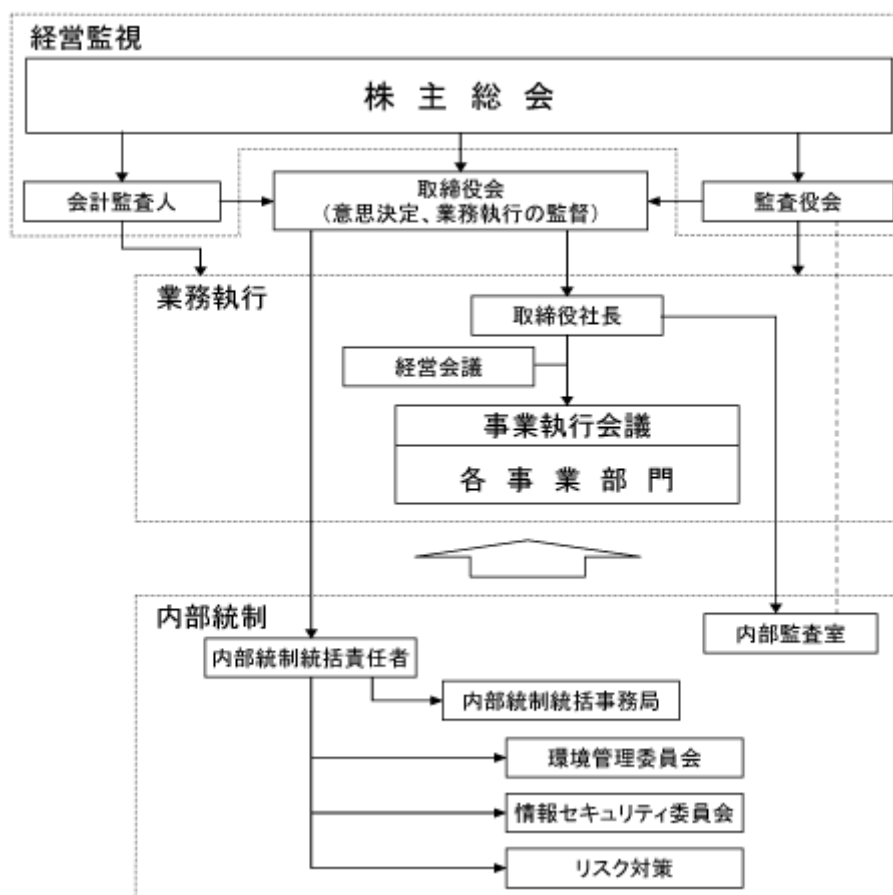 経営監視
株主総会
会計監査人
取締役会
(意思決定、業務執行の監督)
監査役会
業務執行
取締役社長
経営会議
事業執行会議
各事業部門
内部統制
内部監査室
内部統制統括責任者
内部統制統括事務局
環境管理委員会
情報セキュリティ委員会
リスク対策